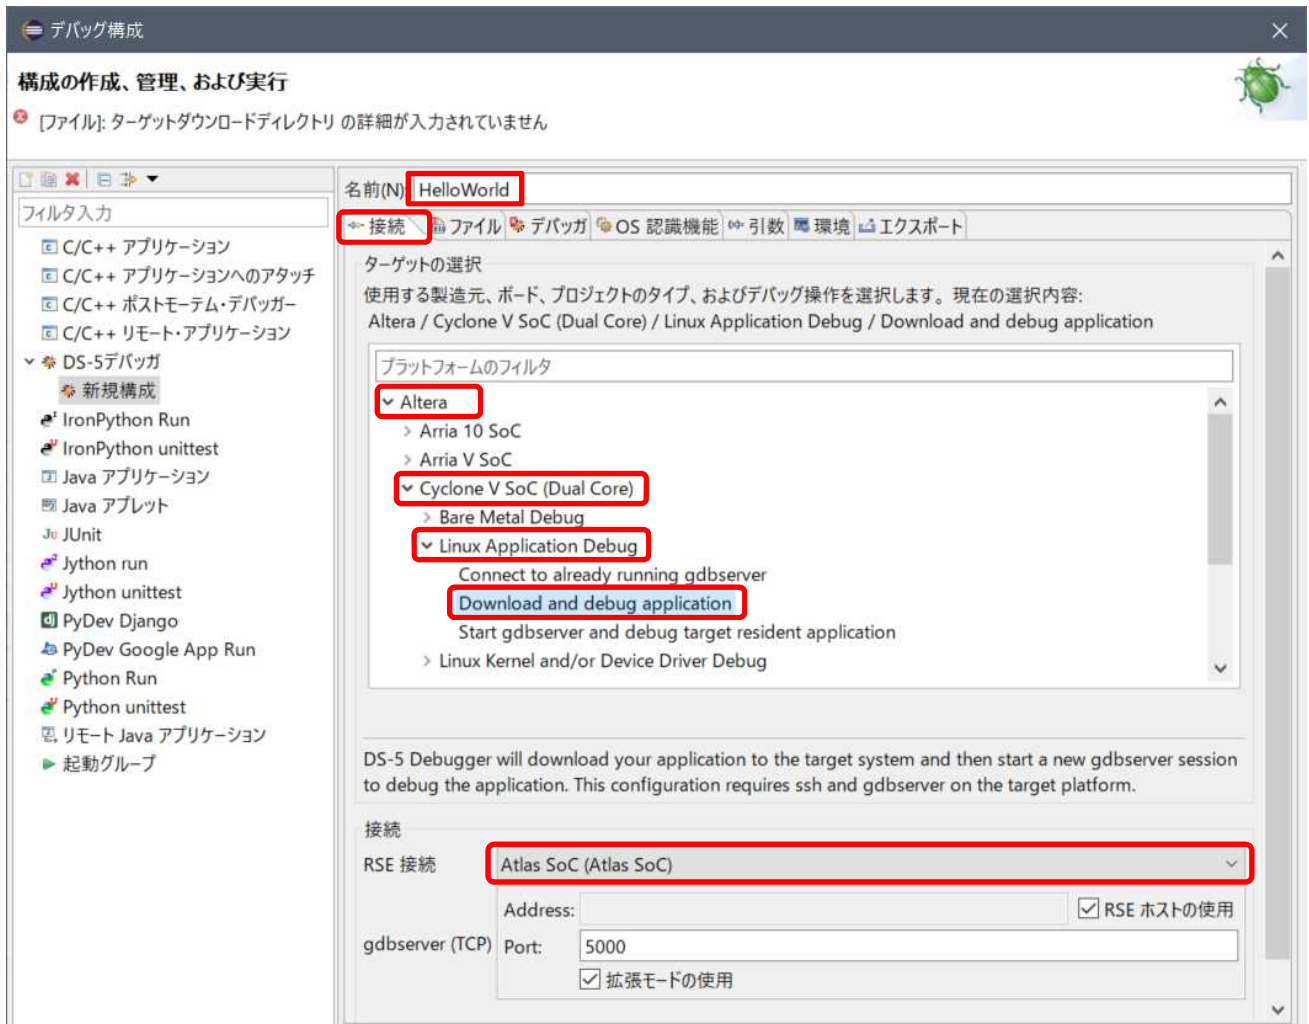 デバッグ構成
構成の作成、管理、および実行
[ファイル]: ターゲットダウンロードディレクトリ の詳細が入力されていません
フィルタ入力
C/C++ アプリケーション
C/C++ アプリケーションへのアタッチ
C/C++ ポストモーテム・デバッガー
C/C++ リモート・アプリケーション
DS-5デバッガ
新規構成
IronPython Run
IronPython unittest
Java アプリケーション
Java アプレット
JUnit
Jython run
Jython unittest
PyDev Django
PyDev Google App Run
Python Run
Python unittest
リモート Java アプリケーション
起動グループ
名前(N) HelloWorld
接続 ファイル デバッガ OS 認識機能 引数 環境 エクスポート
ターゲットの選択
使用する製造元、ボード、プロジェクトのタイプ、およびデバッグ操作を選択します。現在の選択内容:
Altera / Cyclone V SoC (Dual Core) / Linux Application Debug / Download and debug application
プラットフォームのフィルタ
Altera
Arria 10 SoC
Arria V SoC
Cyclone V SoC (Dual Core)
Bare Metal Debug
Linux Application Debug
Connect to already running gdbserver
Download and debug application
Start gdbserver and debug target resident application
Linux Kernel and/or Device Driver Debug
DS-5 Debugger will download your application to the target system and then start a new gdbserver session
to debug the application. This configuration requires ssh and gdbserver on the target platform.
接続
RSE 接続 Atlas SoC (Atlas SoC)
Address: RSE ホストの使用
gdbserver (TCP) Port: 5000
拡張モードの使用